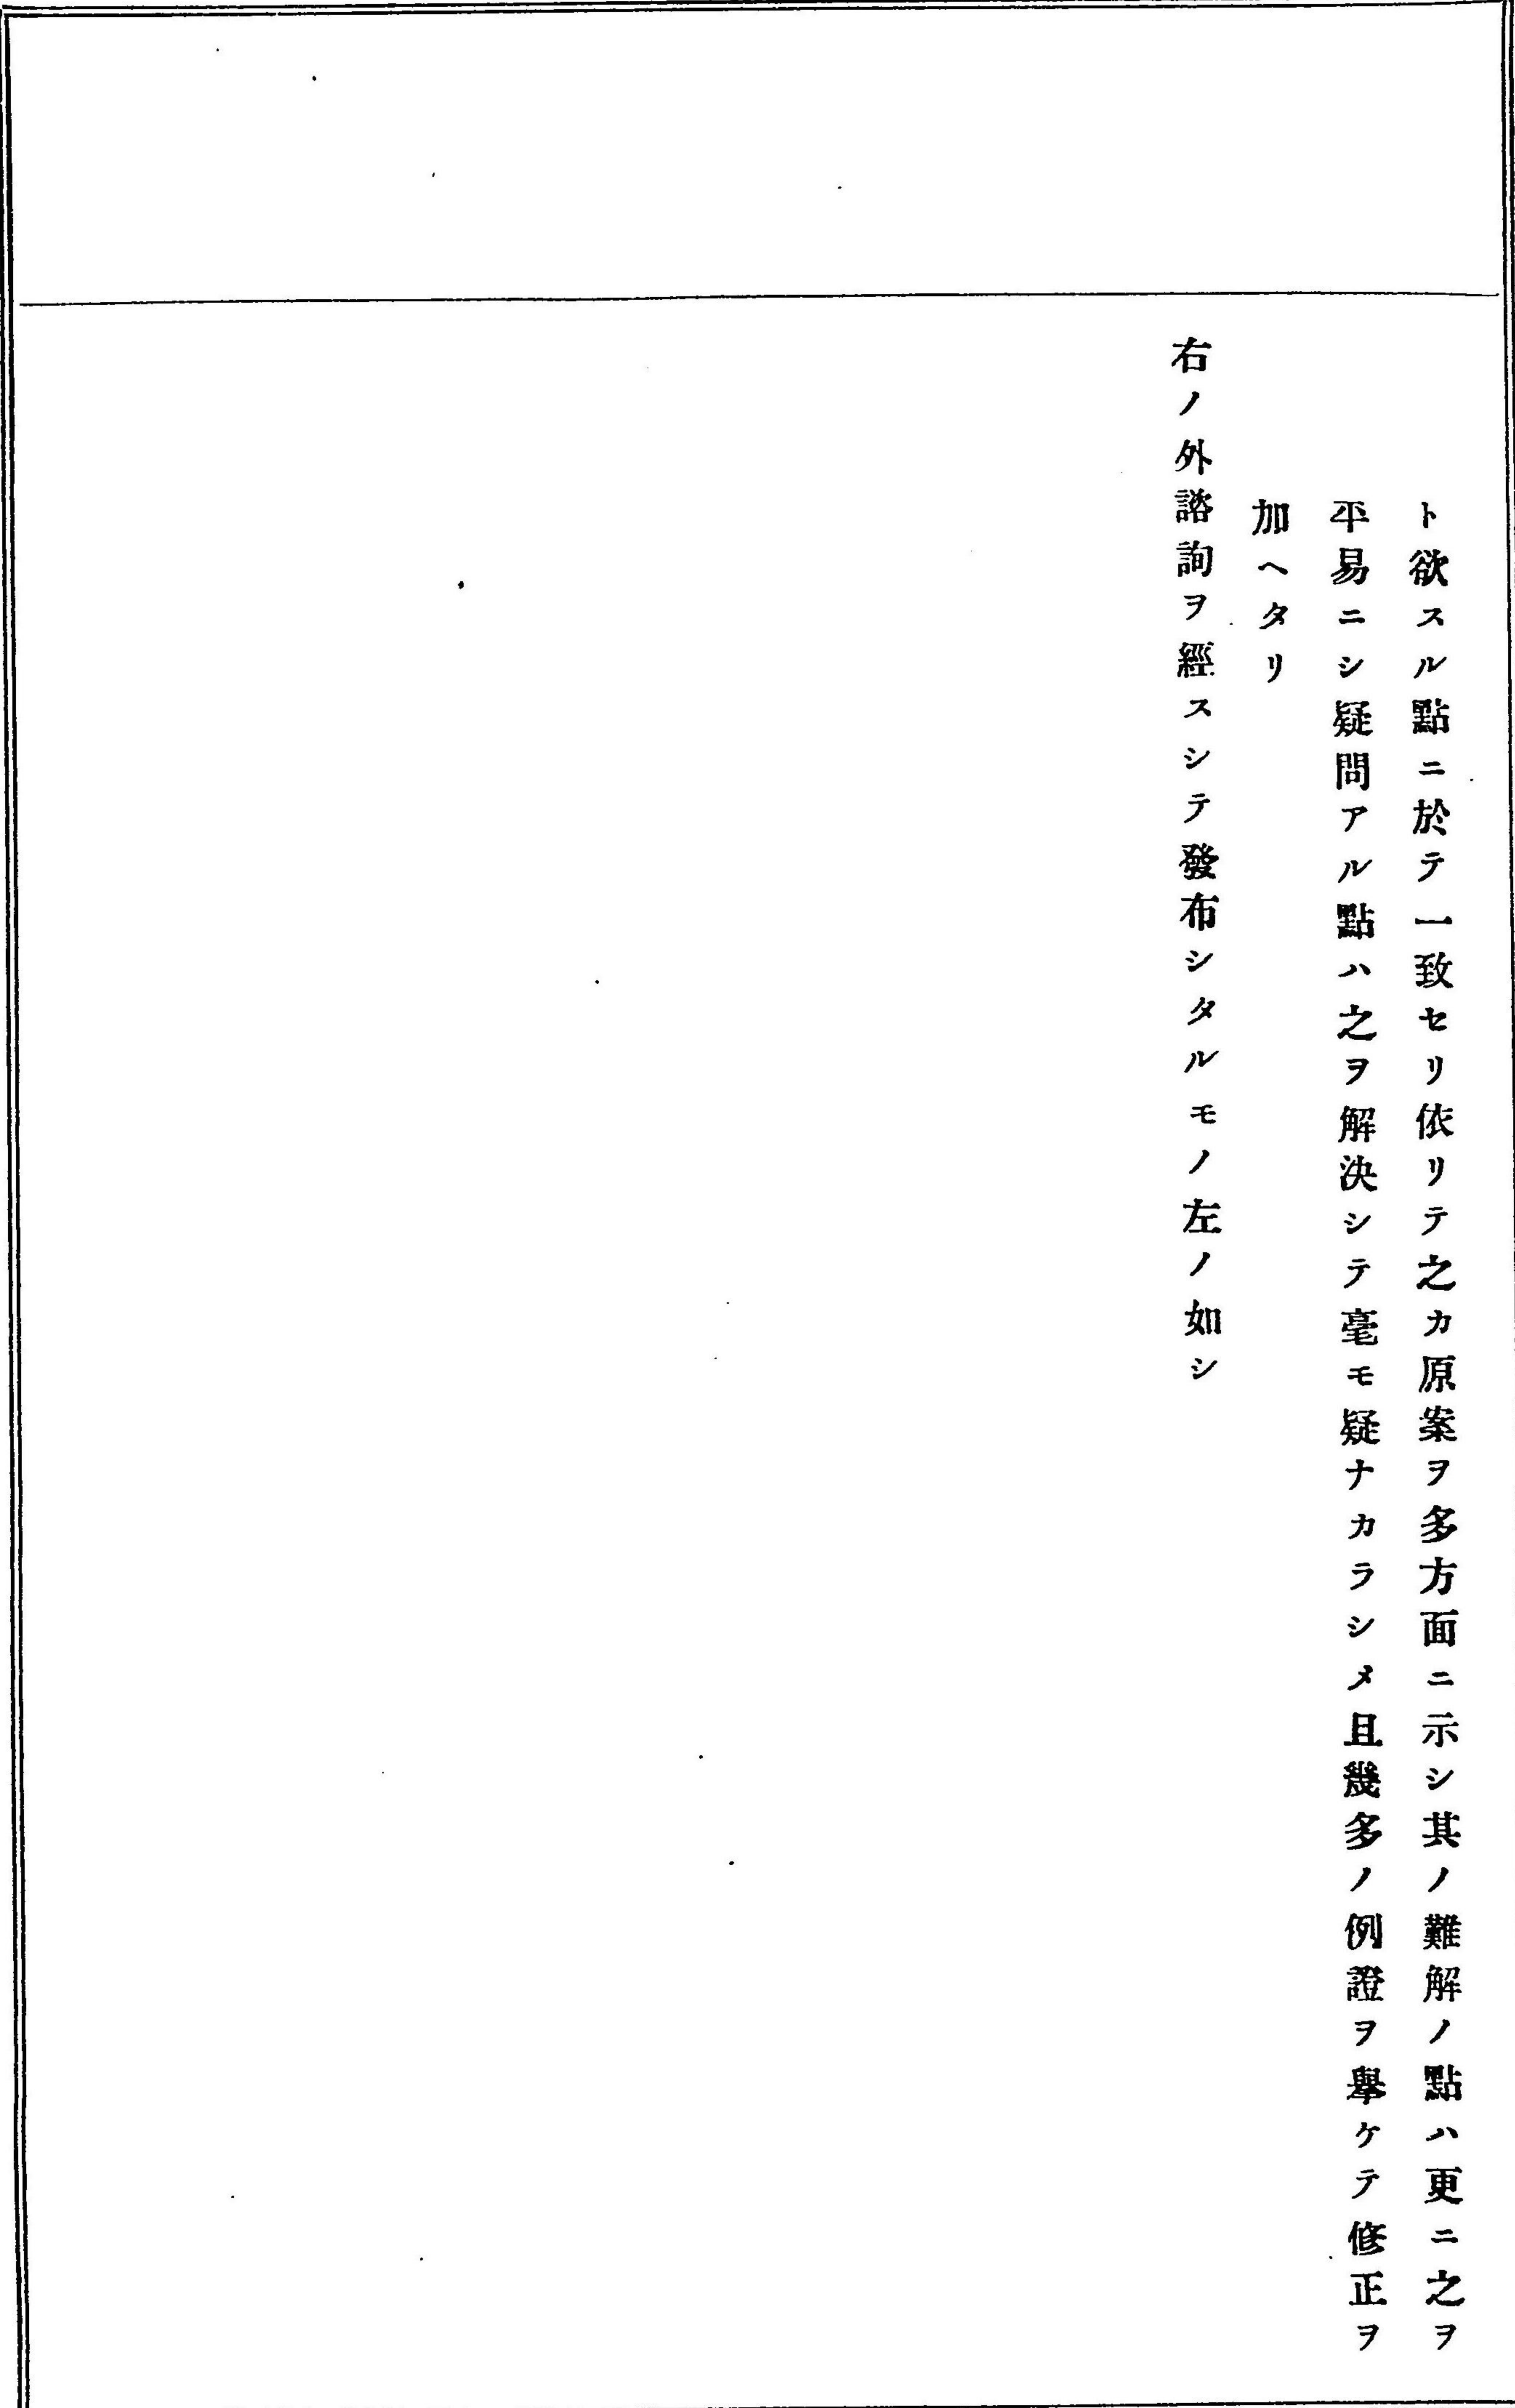 ト欲スル點ニ於テ一致セリ依リテ之カ原案ヲ多方面ニ示シ其ノ難解ノ點ハ更ニ之ヲ
平易ニシ疑問アル點ハ之ヲ解決シテ毫モ疑ナカラシメ且幾多ノ例證ヲ擧ケテ修正ヲ
加ヘタリ
右ノ外諮詢ヲ經スシテ發布シタルモノ左ノ如シ